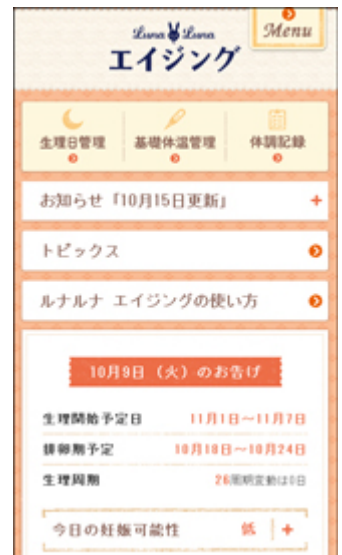 Luna Luna
Menu
エイジング
生理日管理
基礎体温管理
体調記録
お知らせ「10月15日更新」
トピックス
ルナルナ エイジングの使い方
10月9日（火）のお告げ
生理開始予定日 11月1日〜11月7日
排卵期予定 10月18日〜10月24日
生理周期 26周期変動は0日
今日の妊娠可能性 低